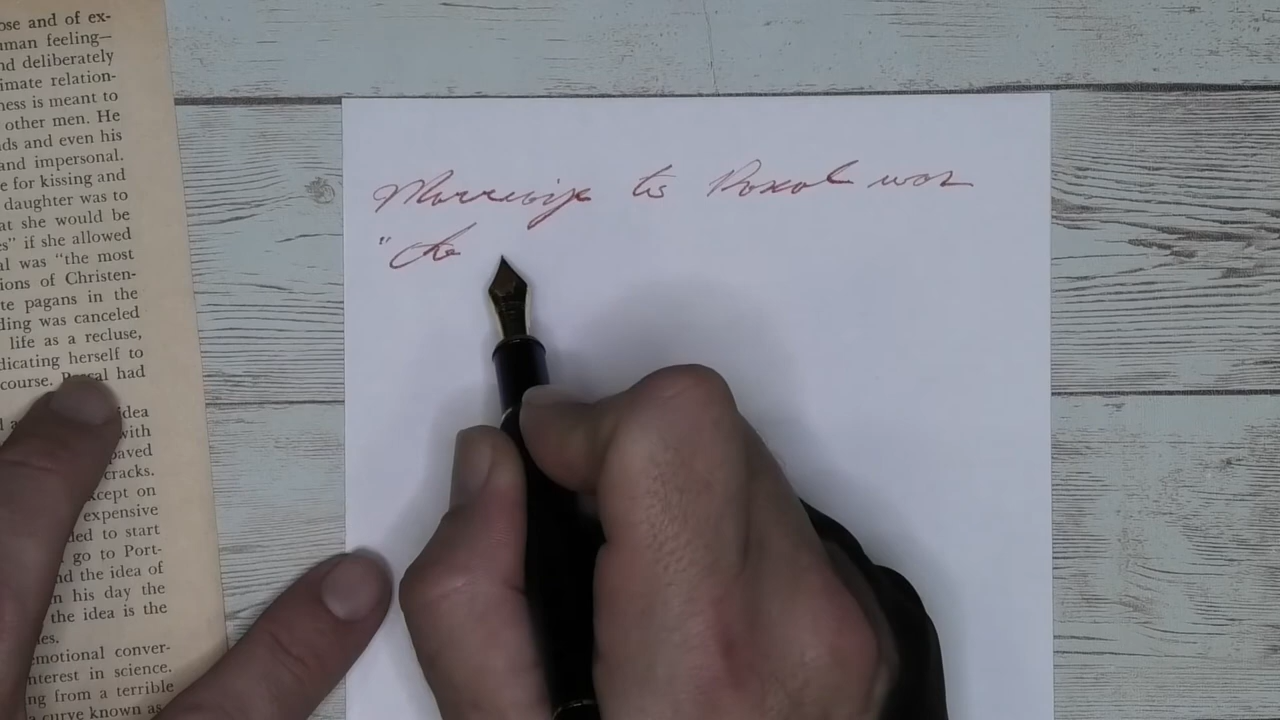 ose and of ex-
uman feeling—
nd deliberately
imate relation-
ness is meant to
other men. He
ds and even his
and impersonal.
e for kissing and
daughter was to
at she would be
es" if she allowed
al was "the most
ions of Christen-
te pagans in the
ding was canceled
life as a recluse,
dicating herself to
course. Pascal had
idea
with
paved
cracks.
xcept on
expensive
ded to start
go to Port-
nd the idea of
n his day the
the idea is the
es.
emotional conver-
nterest in science.
ng from a terrible
a curve known as
Marriage to Pascal was
"the